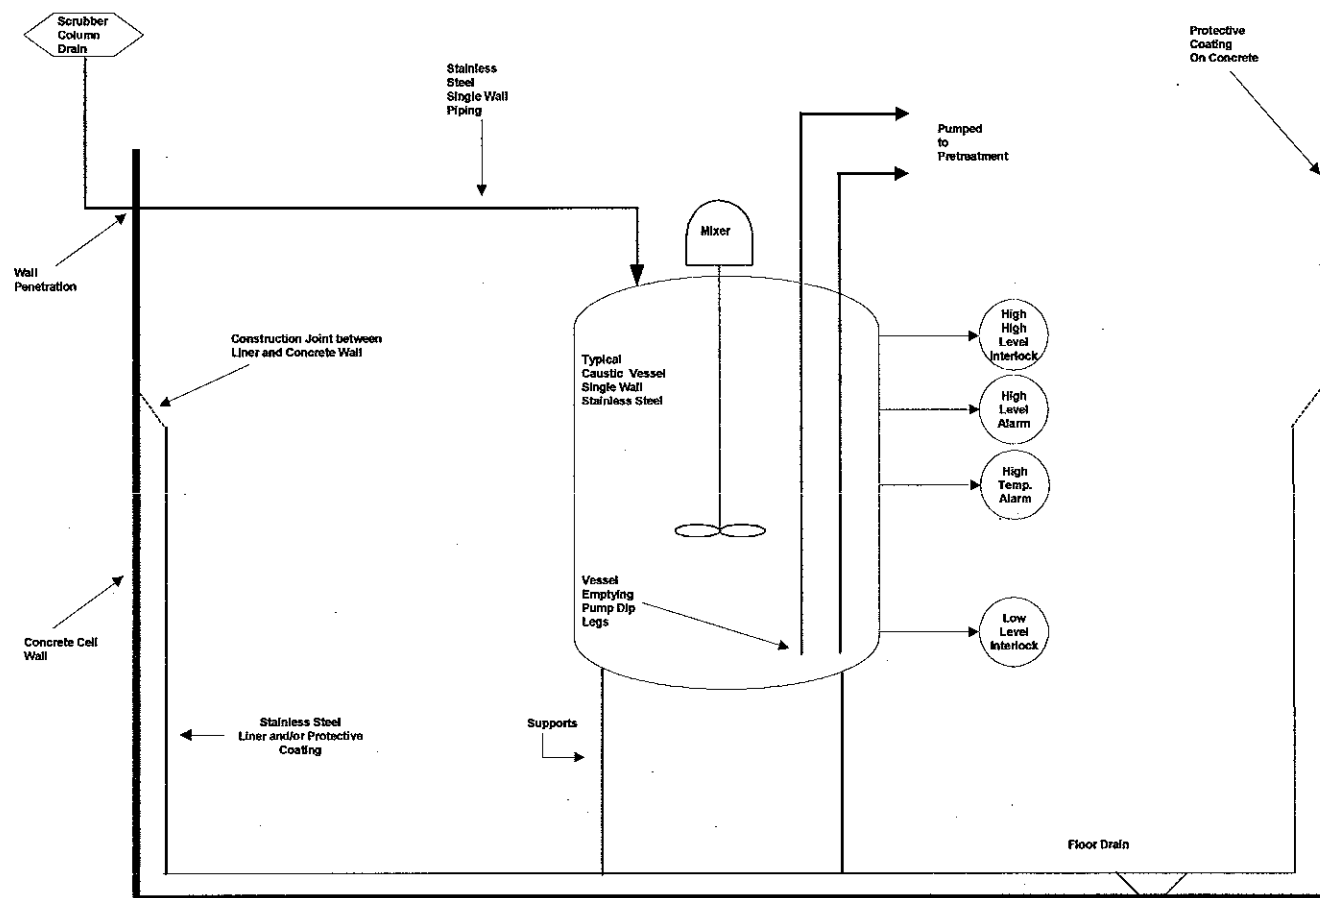 Scrubber
Column
Drain
Stainless
Steel
Single Wall
Piping
Protective
Coating
On Concrete
Pumped
to
Pretreatment
Mixer
Wall
Penetration
Construction Joint between
Liner and Concrete Wall
Typical
Caustic Vessel
Single Wall
Stainless Steel
High
High
Level
Interlock
High
Level
Alarm
High
Temp.
Alarm
Vessel
Emptying
Pump Dip
Legs
Low
Level
Interlock
Concrete Cell
Wall
Stainless Steel
Liner and/or Protective
Coating
Supports
Floor Drain